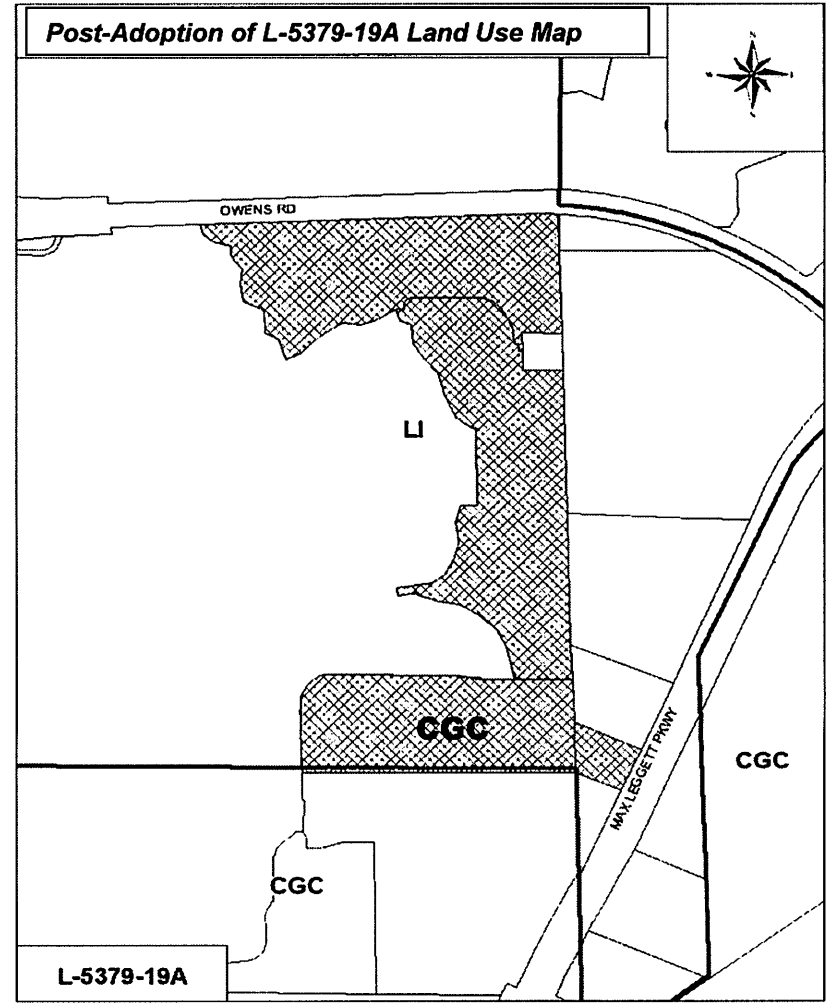 Post-Adoption of L-5379-19A Land Use Map
OWENS RD
LI
CGC
MAX LEGGETT PKWY
CGC
CGC
L-5379-19A